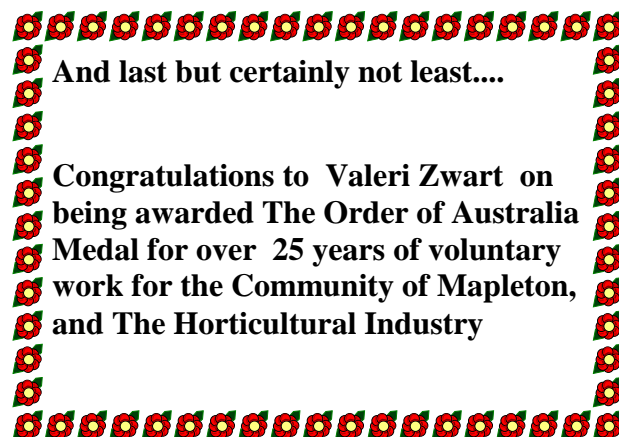 And last but certainly not least....
Congratulations to  Valeri Zwart  on
being awarded The Order of Australia
Medal for over  25 years of voluntary
work for the Community of Mapleton,
and The Horticultural Industry